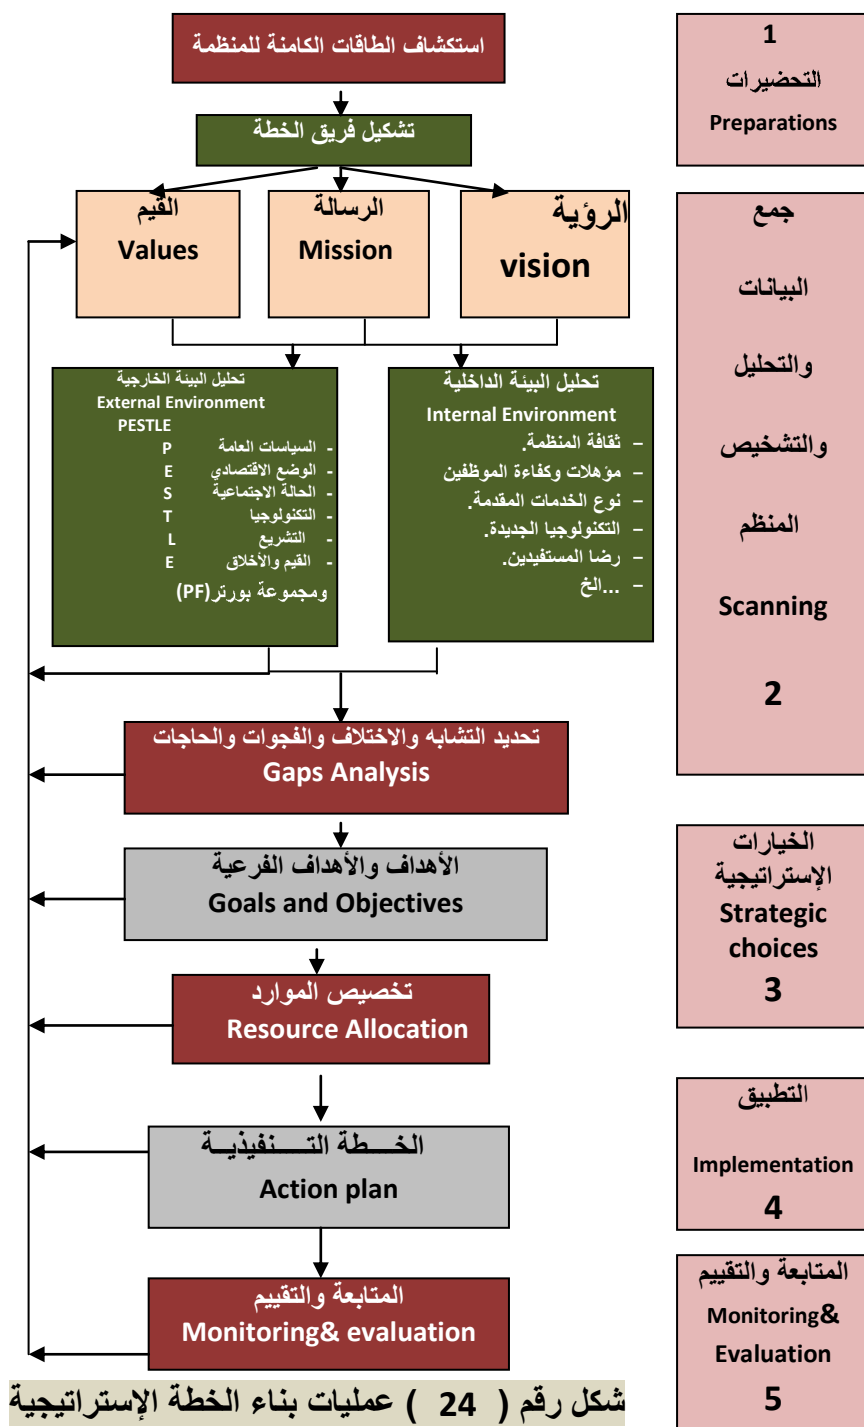 استكشاف الطاقات الكامنة للمنظمة
تشكيل فريق الخطة
الرؤية
vision
الرسالة
Mission
القيم
Values
تحليل البيئة الداخلية
Internal Environment
– ثقافة المنظمة.
– مؤهلات وكفاءة الموظفين
– نوع الخدمات المقدمة.
– التكنولوجيا الجديدة.
– رضا المستفيدين.
– ...الخ
تحليل البيئة الخارجية
External Environment
PESTLE
- السياسات العامة P
- الوضع الاقتصادي E
- الحالة الاجتماعية S
- التكنولوجيا T
- التشريع L
- القيم والأخلاق E
ومجموعة بورتر(PF)
تحديد التشابه والاختلاف والفجوات والحاجات
Gaps Analysis
الأهداف والأهداف الفرعية
Goals and Objectives
تخصيص الموارد
Resource Allocation
الخـــطة التـــــنفيذيــة
Action plan
المتابعة والتقييم
Monitoring& evaluation
1
التحضيرات
Preparations
جمع
البيانات
والتحليل
والتشخيص
المنظم
Scanning
2
الخيارات
الإستراتيجية
Strategic
choices
3
التطبيق
Implementation
4
المتابعة والتقييم
Monitoring&
Evaluation
5
شكل رقم ( 24 ) عمليات بناء الخطة الإستراتيجية